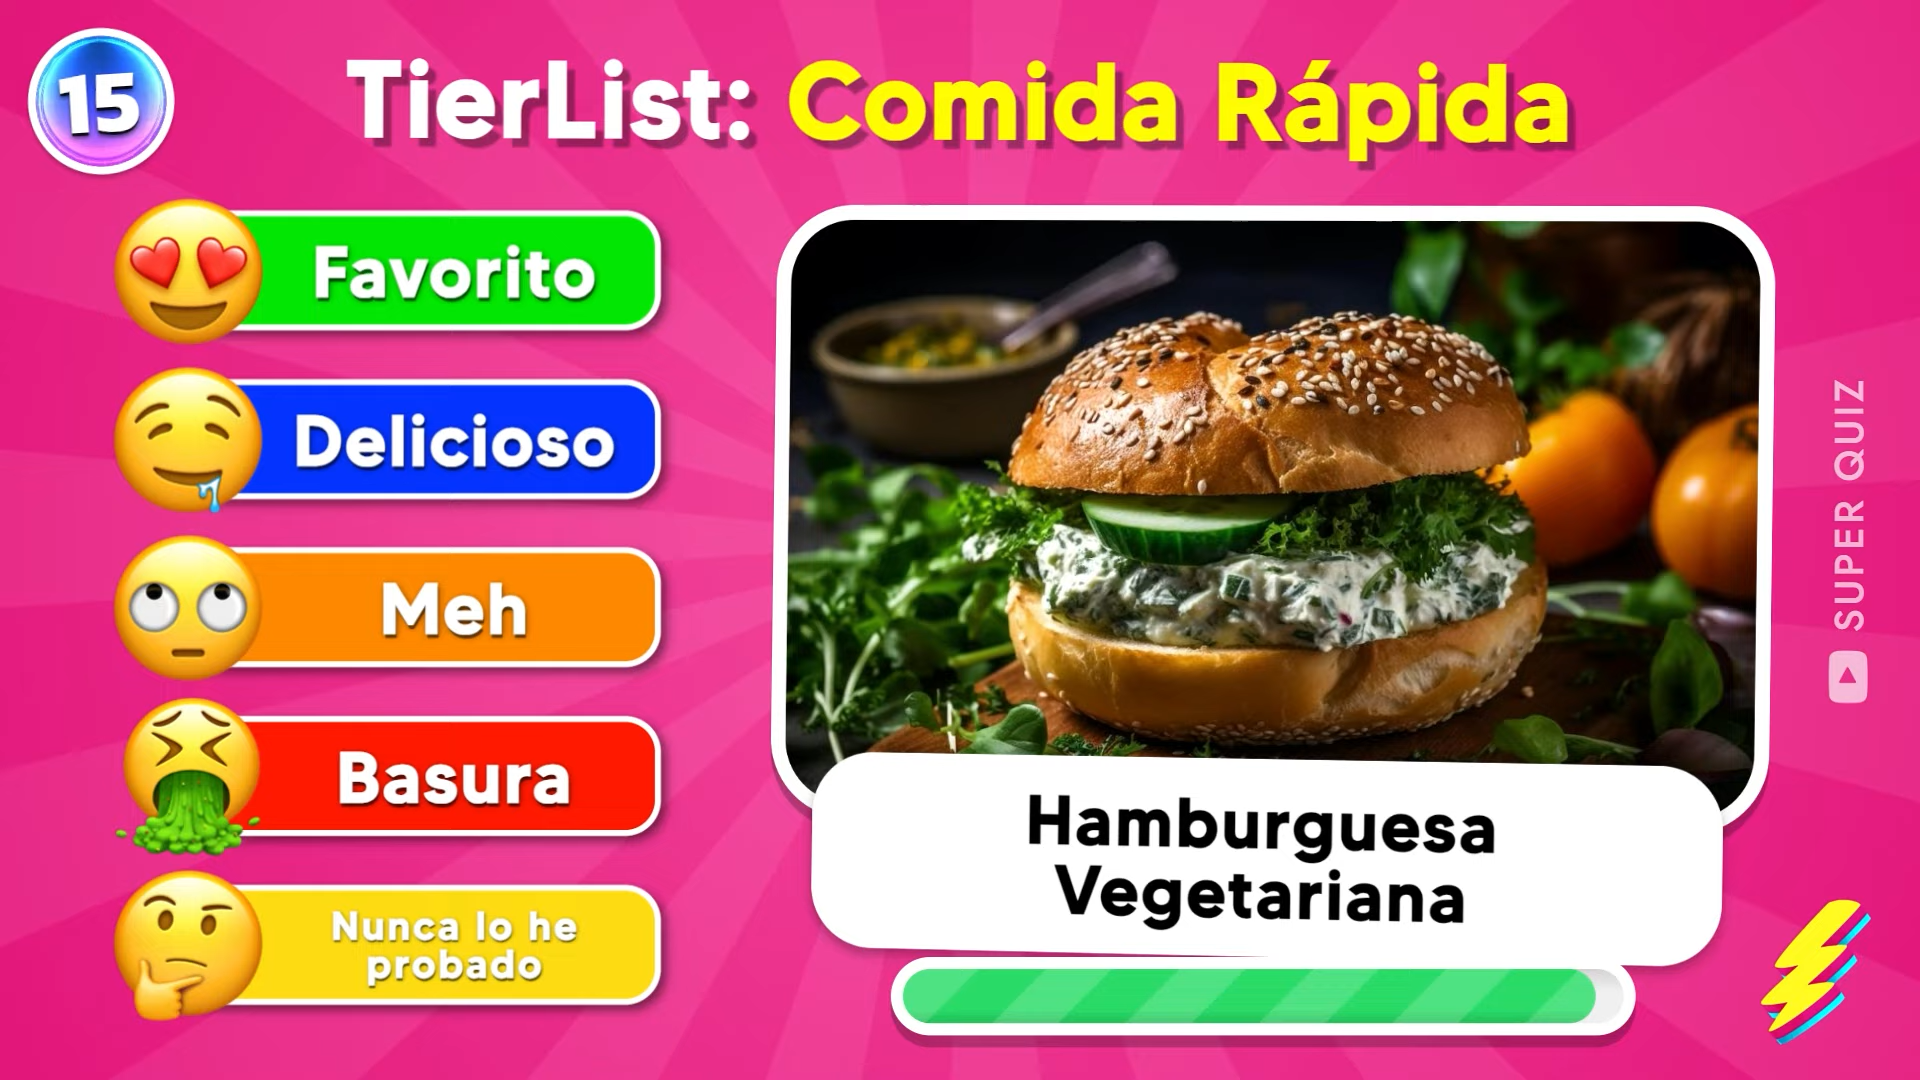 15
TierList: Comida Rápida
Favorito
Delicioso
Meh
Basura
Nunca lo he
probado
Hamburguesa
Vegetariana
SUPER QUIZ